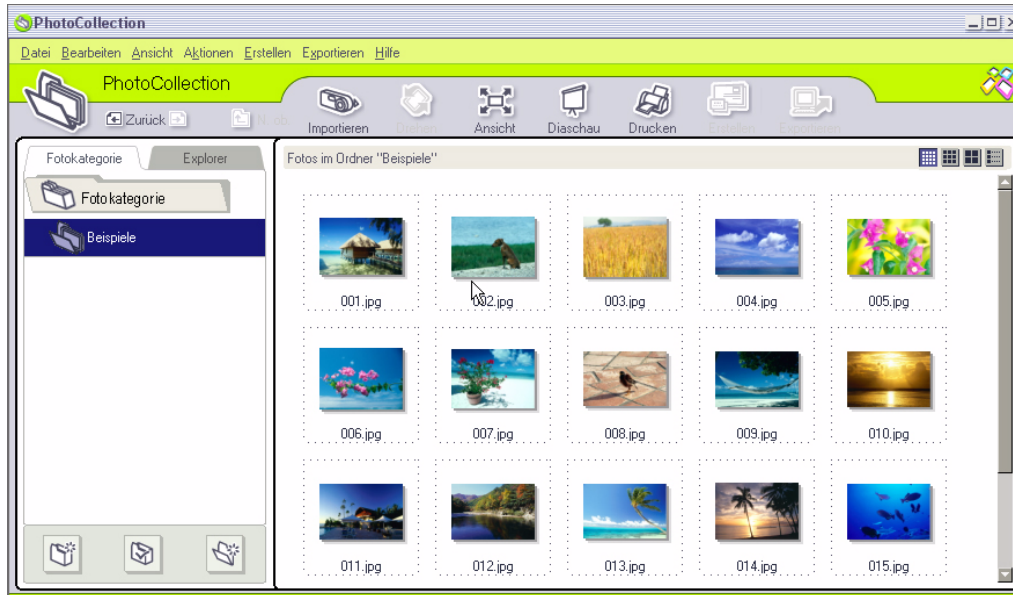 PhotoCollection
Datei Bearbeiten Ansicht Aktionen Erstellen Exportieren Hilfe
PhotoCollection
Zurück N. ob.
Importieren Drehen Ansicht Diaschau Drucken Erstellen Exportieren
Fotokategorie Explorer
Fotos im Ordner "Beispiele"
Fotokategorie
Beispiele
001.jpg 002.jpg 003.jpg 004.jpg 005.jpg
006.jpg 007.jpg 008.jpg 009.jpg 010.jpg
011.jpg 012.jpg 013.jpg 014.jpg 015.jpg